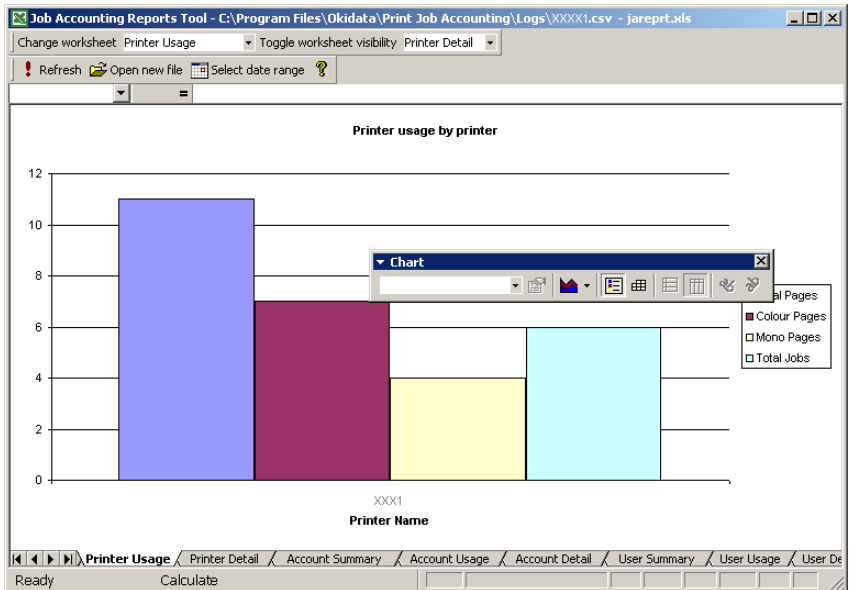 Job Accounting Reports Tool - C:\Program Files\Okidata\Print Job Accounting\Logs\XXXX1.csv - jareprt.xls
Change worksheet Printer Usage Toggle worksheet visibility Printer Detail
Refresh Open new file Select date range
=
Printer usage by printer
12
10
8
6
4
2
0
Chart
Pages
Colour Pages
Mono Pages
Total Jobs
XXX1
Printer Name
Printer Usage Printer Detail Account Summary Account Usage Account Detail User Summary User Usage User De
Ready Calculate